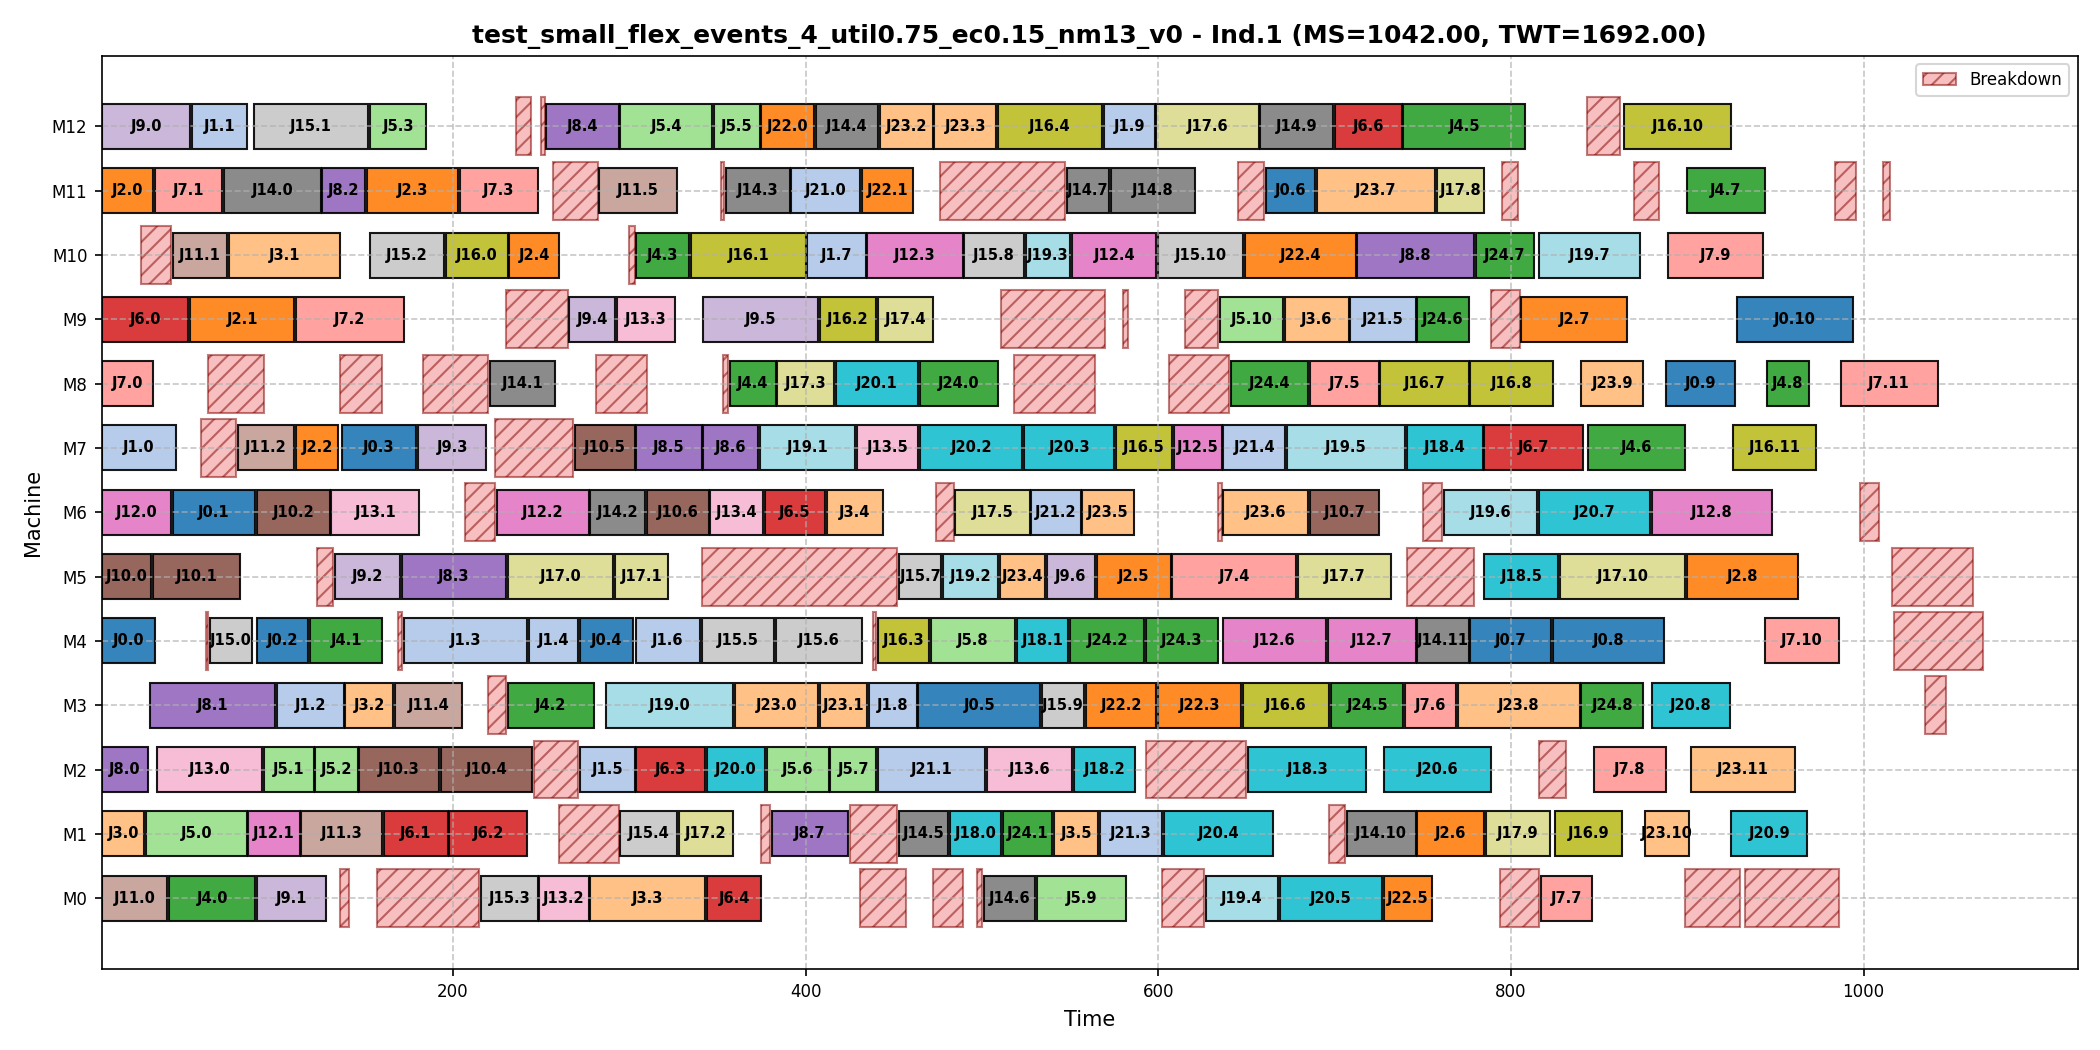 test_small_flex_events_4_util0.75_ec0.15_nm13_v0 - Ind.1 (MS=1042.00, TWT=1692.00)
Breakdown
M12 J9.0 J1.1 J15.1 J5.3 J8.4 J5.4 J5.5 J22.0 J14.4 J23.2 J23.3 J16.4 J1.9 J17.6 J14.9 J6.6 J4.5 J16.10
M11 J2.0 J7.1 J14.0 J8.2 J2.3 J7.3 J11.5 J14.3 J21.0 J22.1 J14.7 J14.8 J0.6 J23.7 J17.8 J4.7
M10 J11.1 J3.1 J15.2 J16.0 J2.4 J4.3 J16.1 J1.7 J12.3 J15.8 J19.3 J12.4 J15.10 J22.4 J8.8 J24.7 J19.7 J7.9
M9 J6.0 J2.1 J7.2 J9.4 J13.3 J9.5 J16.2 J17.4 J5.10 J3.6 J21.5 J24.6 J2.7 J0.10
M8 J7.0 J14.1 J4.4 J17.3 J20.1 J24.0 J24.4 J7.5 J16.7 J16.8 J23.9 J0.9 J4.8 J7.11
M7 J1.0 J11.2 J2.2 J0.3 J9.3 J10.5 J8.5 J8.6 J19.1 J13.5 J20.2 J20.3 J16.5 J12.5 J21.4 J19.5 J18.4 J6.7 J4.6 J16.11
M6 J12.0 J0.1 J10.2 J13.1 J12.2 J14.2 J10.6 J13.4 J6.5 J3.4 J17.5 J21.2 J23.5 J23.6 J10.7 J19.6 J20.7 J12.8
M5 J10.0 J10.1 J9.2 J8.3 J17.0 J17.1 J15.7 J19.2 J23.4 J9.6 J2.5 J7.4 J17.7 J18.5 J17.10 J2.8
M4 J0.0 J15.0 J0.2 J4.1 J1.3 J1.4 J0.4 J1.6 J15.5 J15.6 J16.3 J5.8 J18.1 J24.2 J24.3 J12.6 J12.7 J14.11 J0.7 J0.8 J7.10
M3 J8.1 J1.2 J3.2 J11.4 J4.2 J19.0 J23.0 J23.1 J1.8 J0.5 J15.9 J22.2 J22.3 J16.6 J24.5 J7.6 J23.8 J24.8 J20.8
M2 J8.0 J13.0 J5.1 J5.2 J10.3 J10.4 J1.5 J6.3 J20.0 J5.6 J5.7 J21.1 J13.6 J18.2 J18.3 J20.6 J7.8 J23.11
M1 J3.0 J5.0 J12.1 J11.3 J6.1 J6.2 J15.4 J17.2 J8.7 J14.5 J18.0 J24.1 J3.5 J21.3 J20.4 J14.10 J2.6 J17.9 J16.9 J23.10 J20.9
M0 J11.0 J4.0 J9.1 J15.3 J13.2 J3.3 J6.4 J14.6 J5.9 J19.4 J20.5 J22.5 J7.7
200 400 600 800 1000
Time
Machine